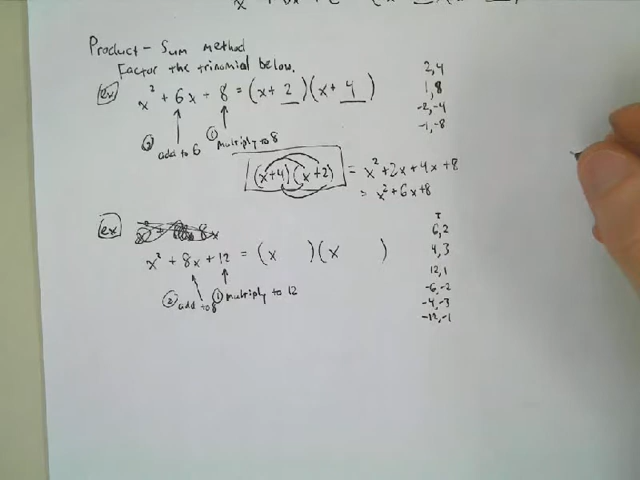 Product - Sum method
Factor the trinomial below.
ex x² + 6x + 8 = (x + 2)(x + 4)
② add to 6 ① multiply to 8
2, 4
1, 8
-2, -4
-1, -8
(x+4)(x+2) = x² + 2x + 4x + 8
= x² + 6x + 8
ex
x² + 8x + 12 = (x )(x )
② add to 8 ① multiply to 12
6, 2
4, 3
12, 1
-6, -2
-4, -3
-12, -1